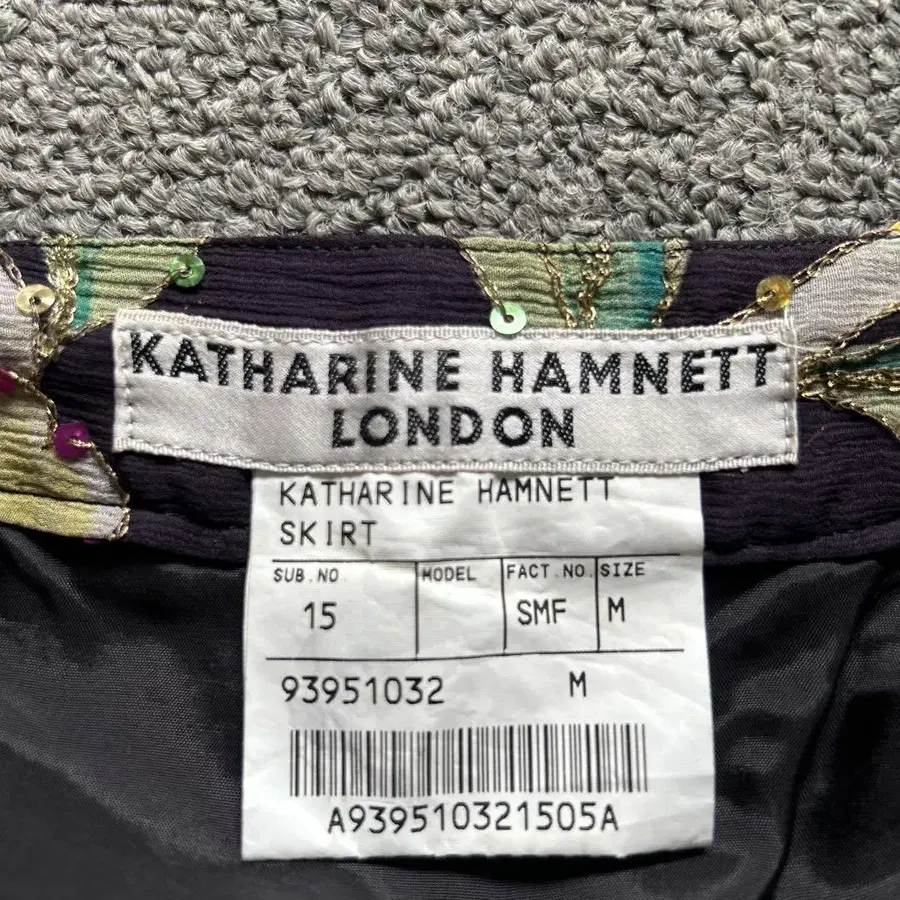 KATHARINE HAMNETT
LONDON
KATHARINE HAMNETT
SKIRT
SUB.NO. MODEL FACT.NO. SIZE
15 SMF M
93951032 M
A939510321505A